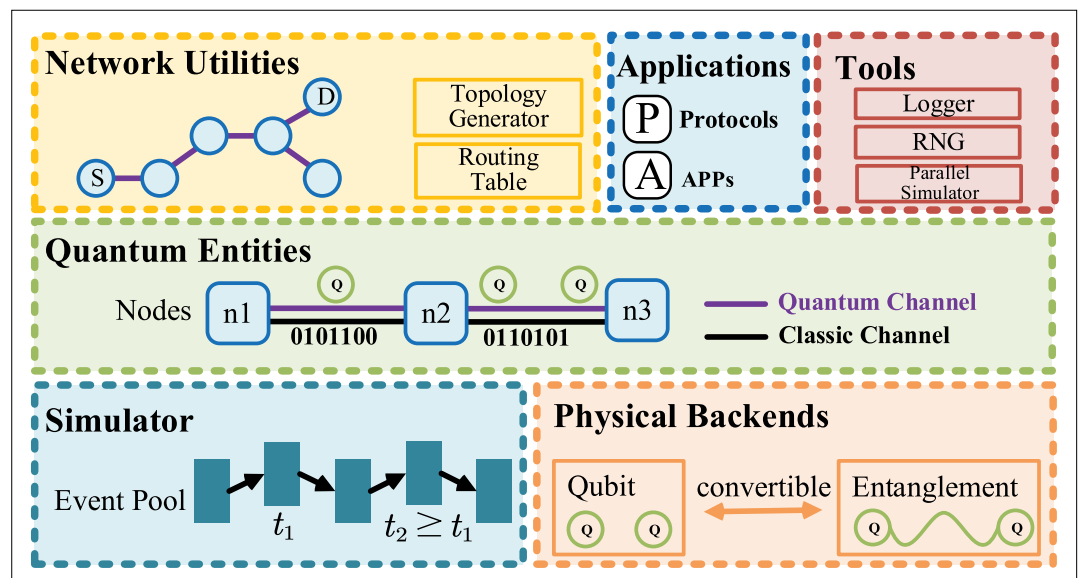 Network Utilities
D
S
Topology
Generator
Routing
Table
Applications
P Protocols
A APPs
Tools
Logger
RNG
Parallel
Simulator
Quantum Entities
Q Q Q
Nodes n1 n2 n3
0101100 0110101
Quantum Channel
Classic Channel
Simulator
Event Pool
t1 t2 ≥ t1
Physical Backends
Qubit
Q Q
convertible
Entanglement
Q Q